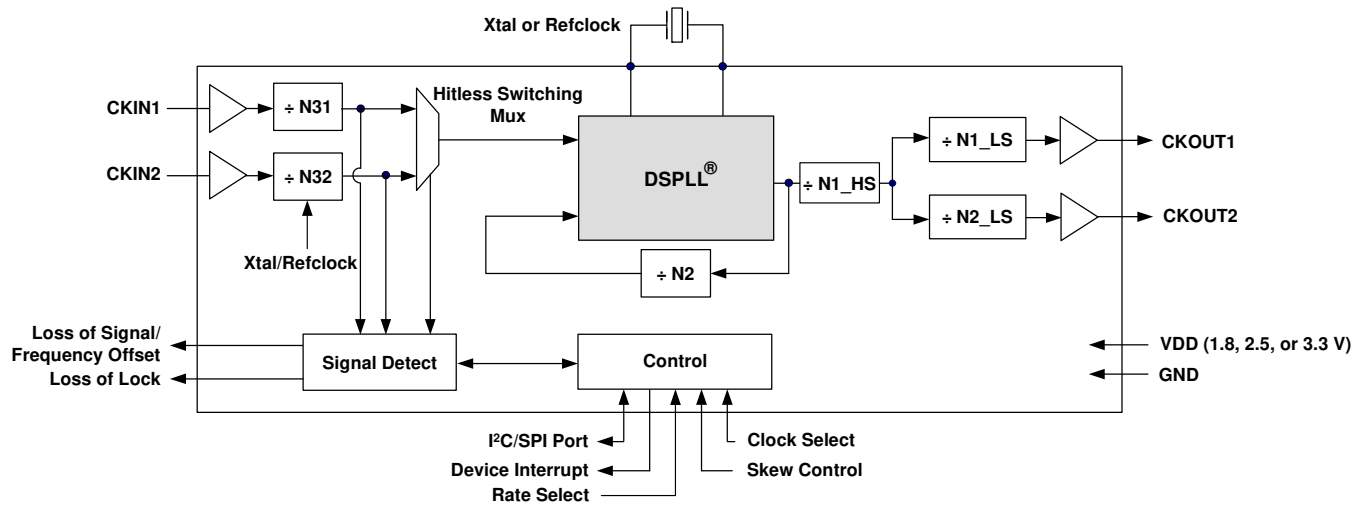 Xtal or Refclock
CKIN1
÷ N31
Hitless Switching
Mux
CKIN2
÷ N32
Xtal/Refclock
DSPLL®
÷ N1_HS
÷ N1_LS
CKOUT1
÷ N2_LS
CKOUT2
÷ N2
Loss of Signal/
Frequency Offset
Loss of Lock
Signal Detect
Control
VDD (1.8, 2.5, or 3.3 V)
GND
I²C/SPI Port
Device Interrupt
Rate Select
Clock Select
Skew Control